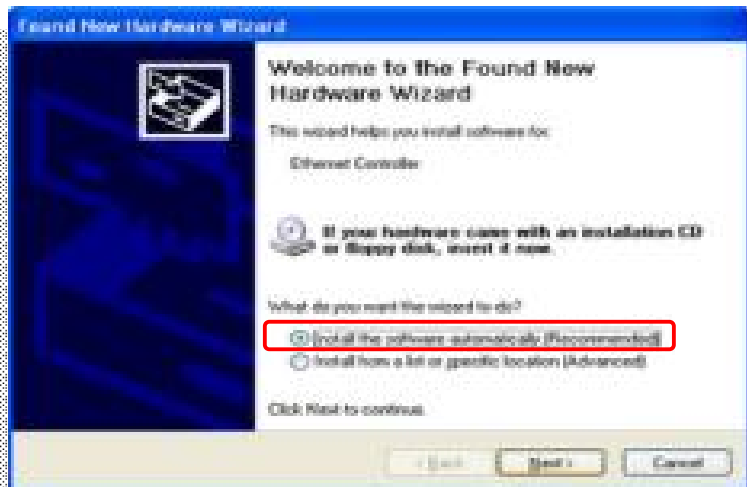 Found New Hardware Wizard
Welcome to the Found New
Hardware Wizard
This wizard helps you install software for:
Ethernet Controller
If your hardware came with an installation CD
or floppy disk, insert it now.
What do you want the wizard to do?
Install the software automatically (Recommended)
Install from a list or specific location (Advanced)
Click Next to continue.
< Back
Next >
Cancel